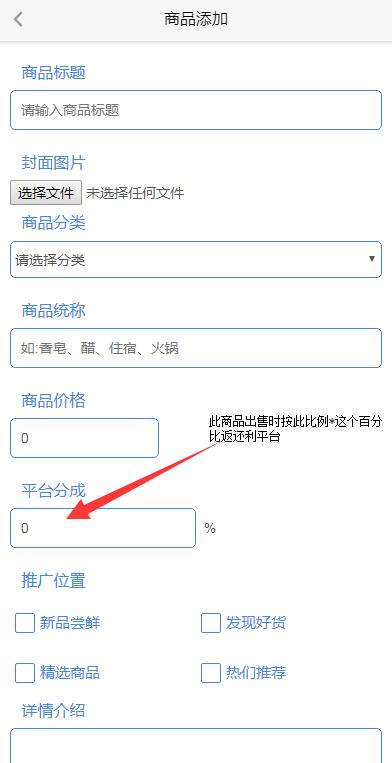 商品添加
商品标题
请输入商品标题
封面图片
选择文件 未选择任何文件
商品分类
请选择分类
商品统称
如:香皂、醋、住宿、火锅
商品价格
0
此商品出售时按此比例*这个百分
比返还利平台
平台分成
0 %
推广位置
新品尝鲜 发现好货
精选商品 热们推荐
详情介绍